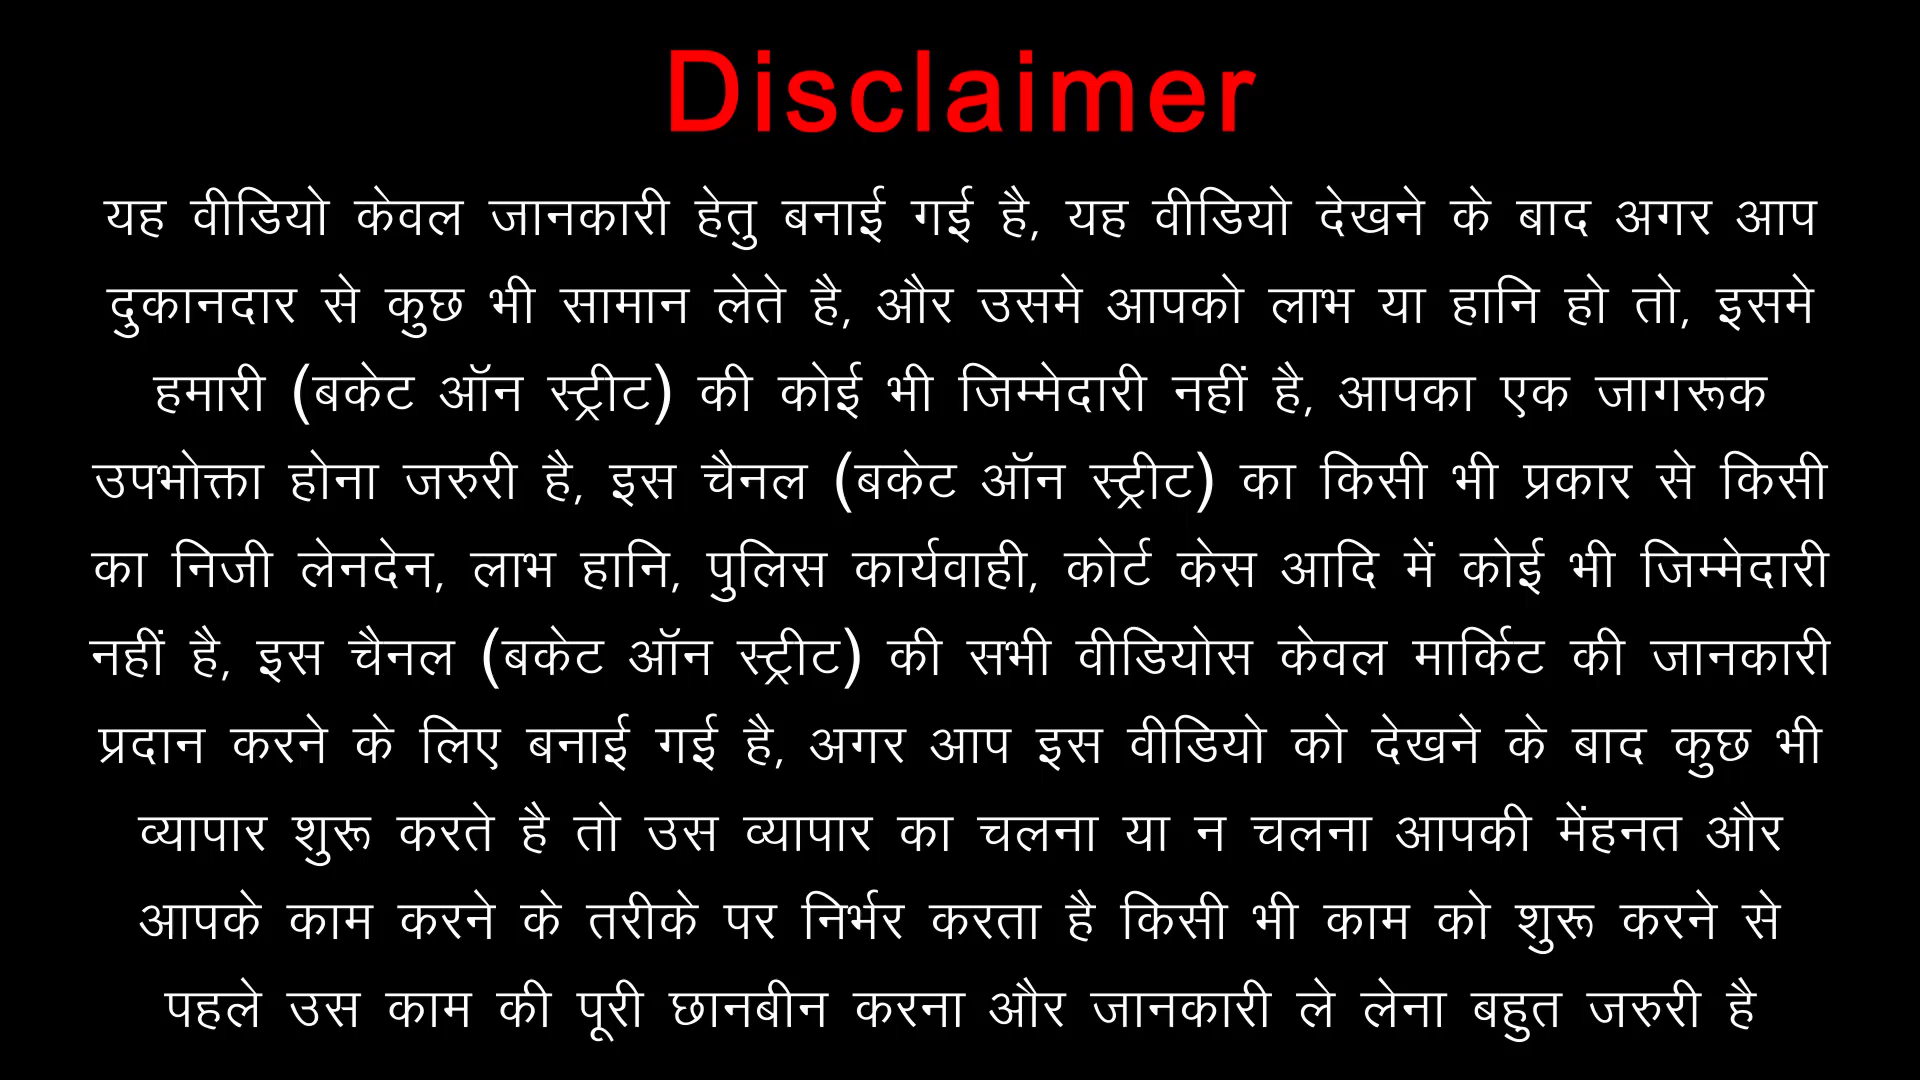 Disclaimer
यह वीडियो केवल जानकारी हेतु बनाई गई है, यह वीडियो देखने के बाद अगर आप
दुकानदार से कुछ भी सामान लेते है, और उसमे आपको लाभ या हानि हो तो, इसमे
हमारी (बकेट ऑन स्ट्रीट) की कोई भी जिम्मेदारी नहीं है, आपका एक जागरूक
उपभोक्ता होना जरुरी है, इस चैनल (बकेट ऑन स्ट्रीट) का किसी भी प्रकार से किसी
का निजी लेनदेन, लाभ हानि, पुलिस कार्यवाही, कोर्ट केस आदि में कोई भी जिम्मेदारी
नहीं है, इस चैनल (बकेट ऑन स्ट्रीट) की सभी वीडियोस केवल मार्किट की जानकारी
प्रदान करने के लिए बनाई गई है, अगर आप इस वीडियो को देखने के बाद कुछ भी
व्यापार शुरू करते है तो उस व्यापार का चलना या न चलना आपकी मेंहनत और
आपके काम करने के तरीके पर निर्भर करता है किसी भी काम को शुरू करने से
पहले उस काम की पूरी छानबीन करना और जानकारी ले लेना बहुत जरुरी है